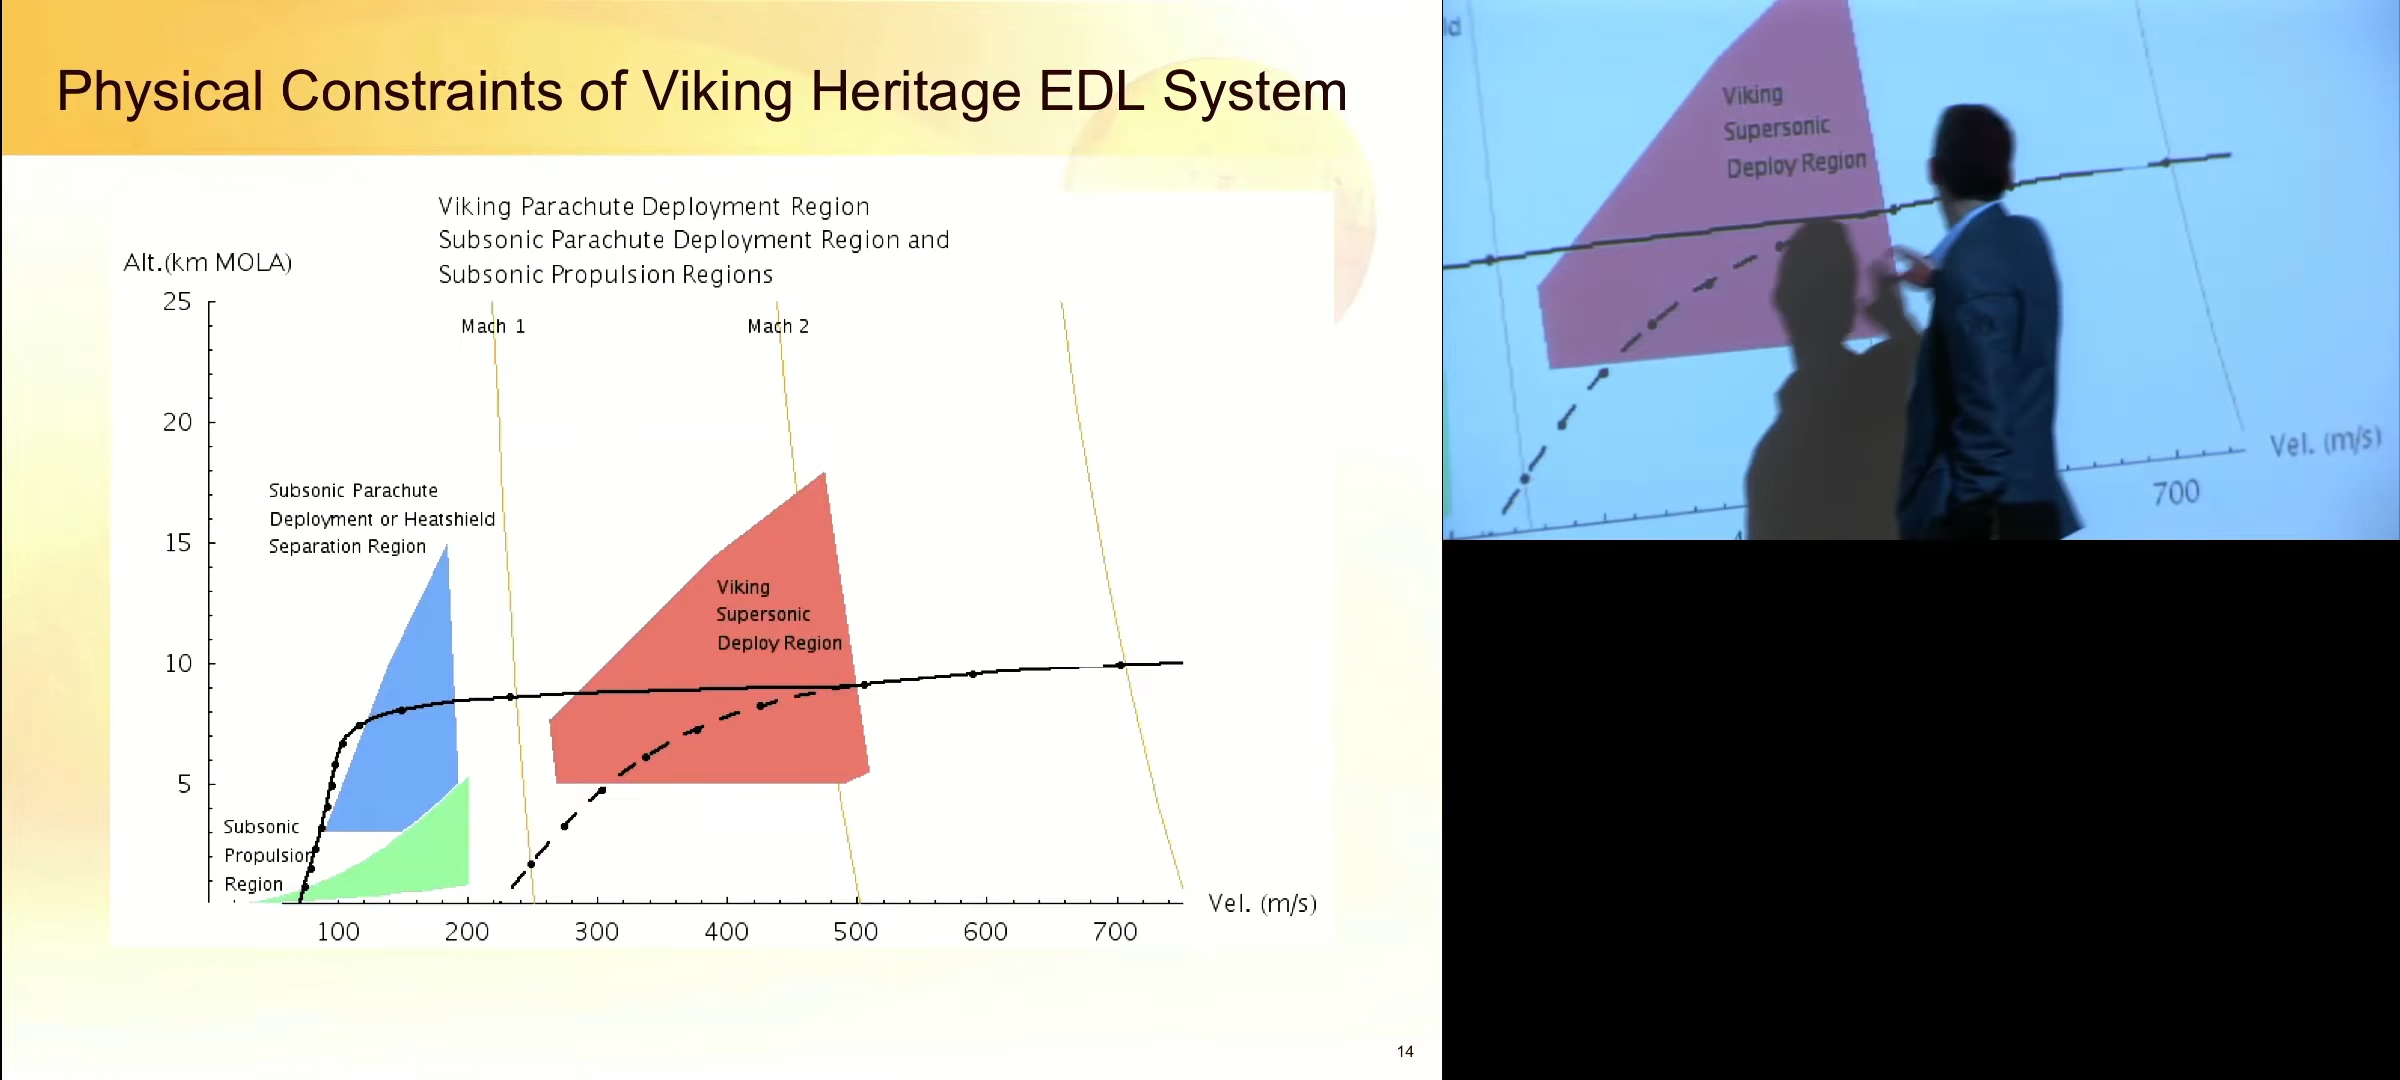 Physical Constraints of Viking Heritage EDL System
Viking Parachute Deployment Region
Subsonic Parachute Deployment Region and
Subsonic Propulsion Regions
Alt.(km MOLA)
25
Mach 1
Mach 2
20
Subsonic Parachute
Deployment or Heatshield
Separation Region
15
Viking
Supersonic
Deploy Region
10
5
Subsonic
Propulsion
Region
Vel. (m/s)
100 200 300 400 500 600 700
14
ld
Viking
Supersonic
Deploy Region
Vel. (m/s)
700
4